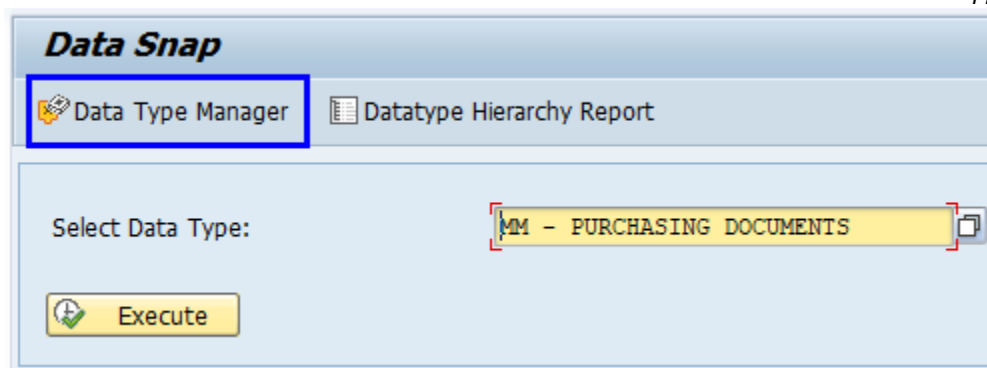 Data Snap
Data Type Manager Datatype Hierarchy Report
Select Data Type: MM - PURCHASING DOCUMENTS
Execute